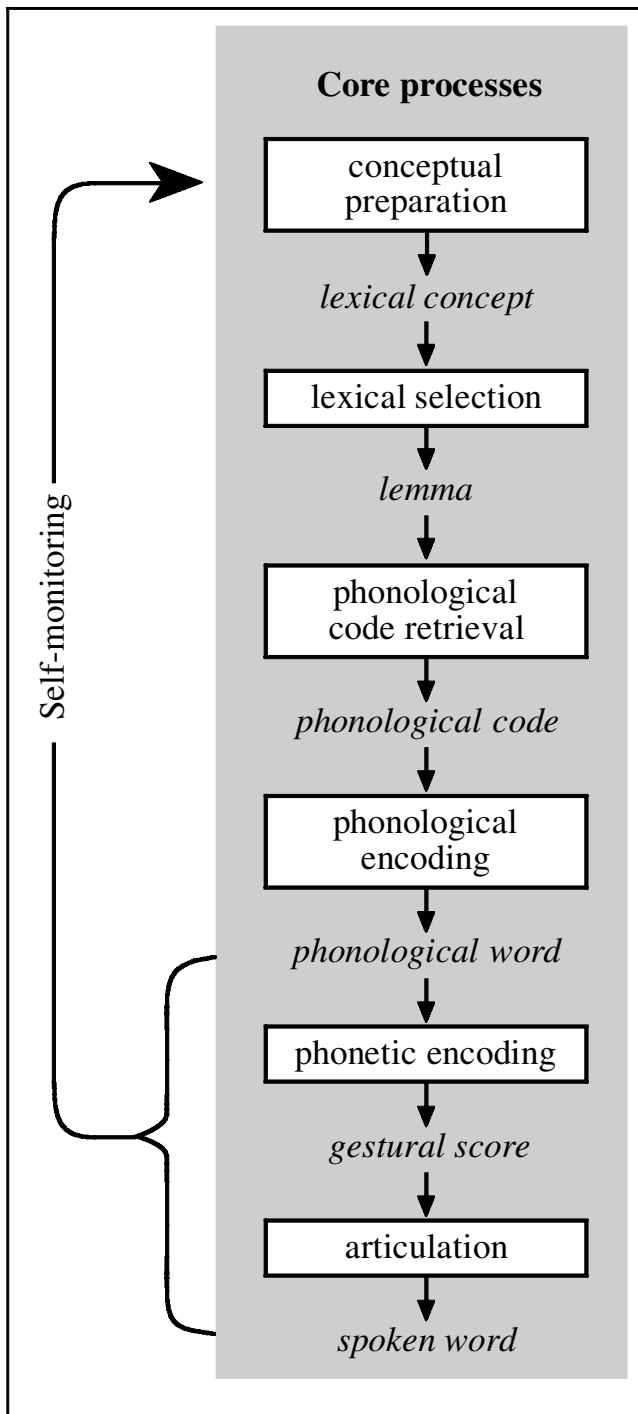 Core processes
conceptual
preparation
lexical concept
lexical selection
lemma
phonological
code retrieval
phonological code
phonological
encoding
phonological word
phonetic encoding
gestural score
articulation
spoken word
Self-monitoring